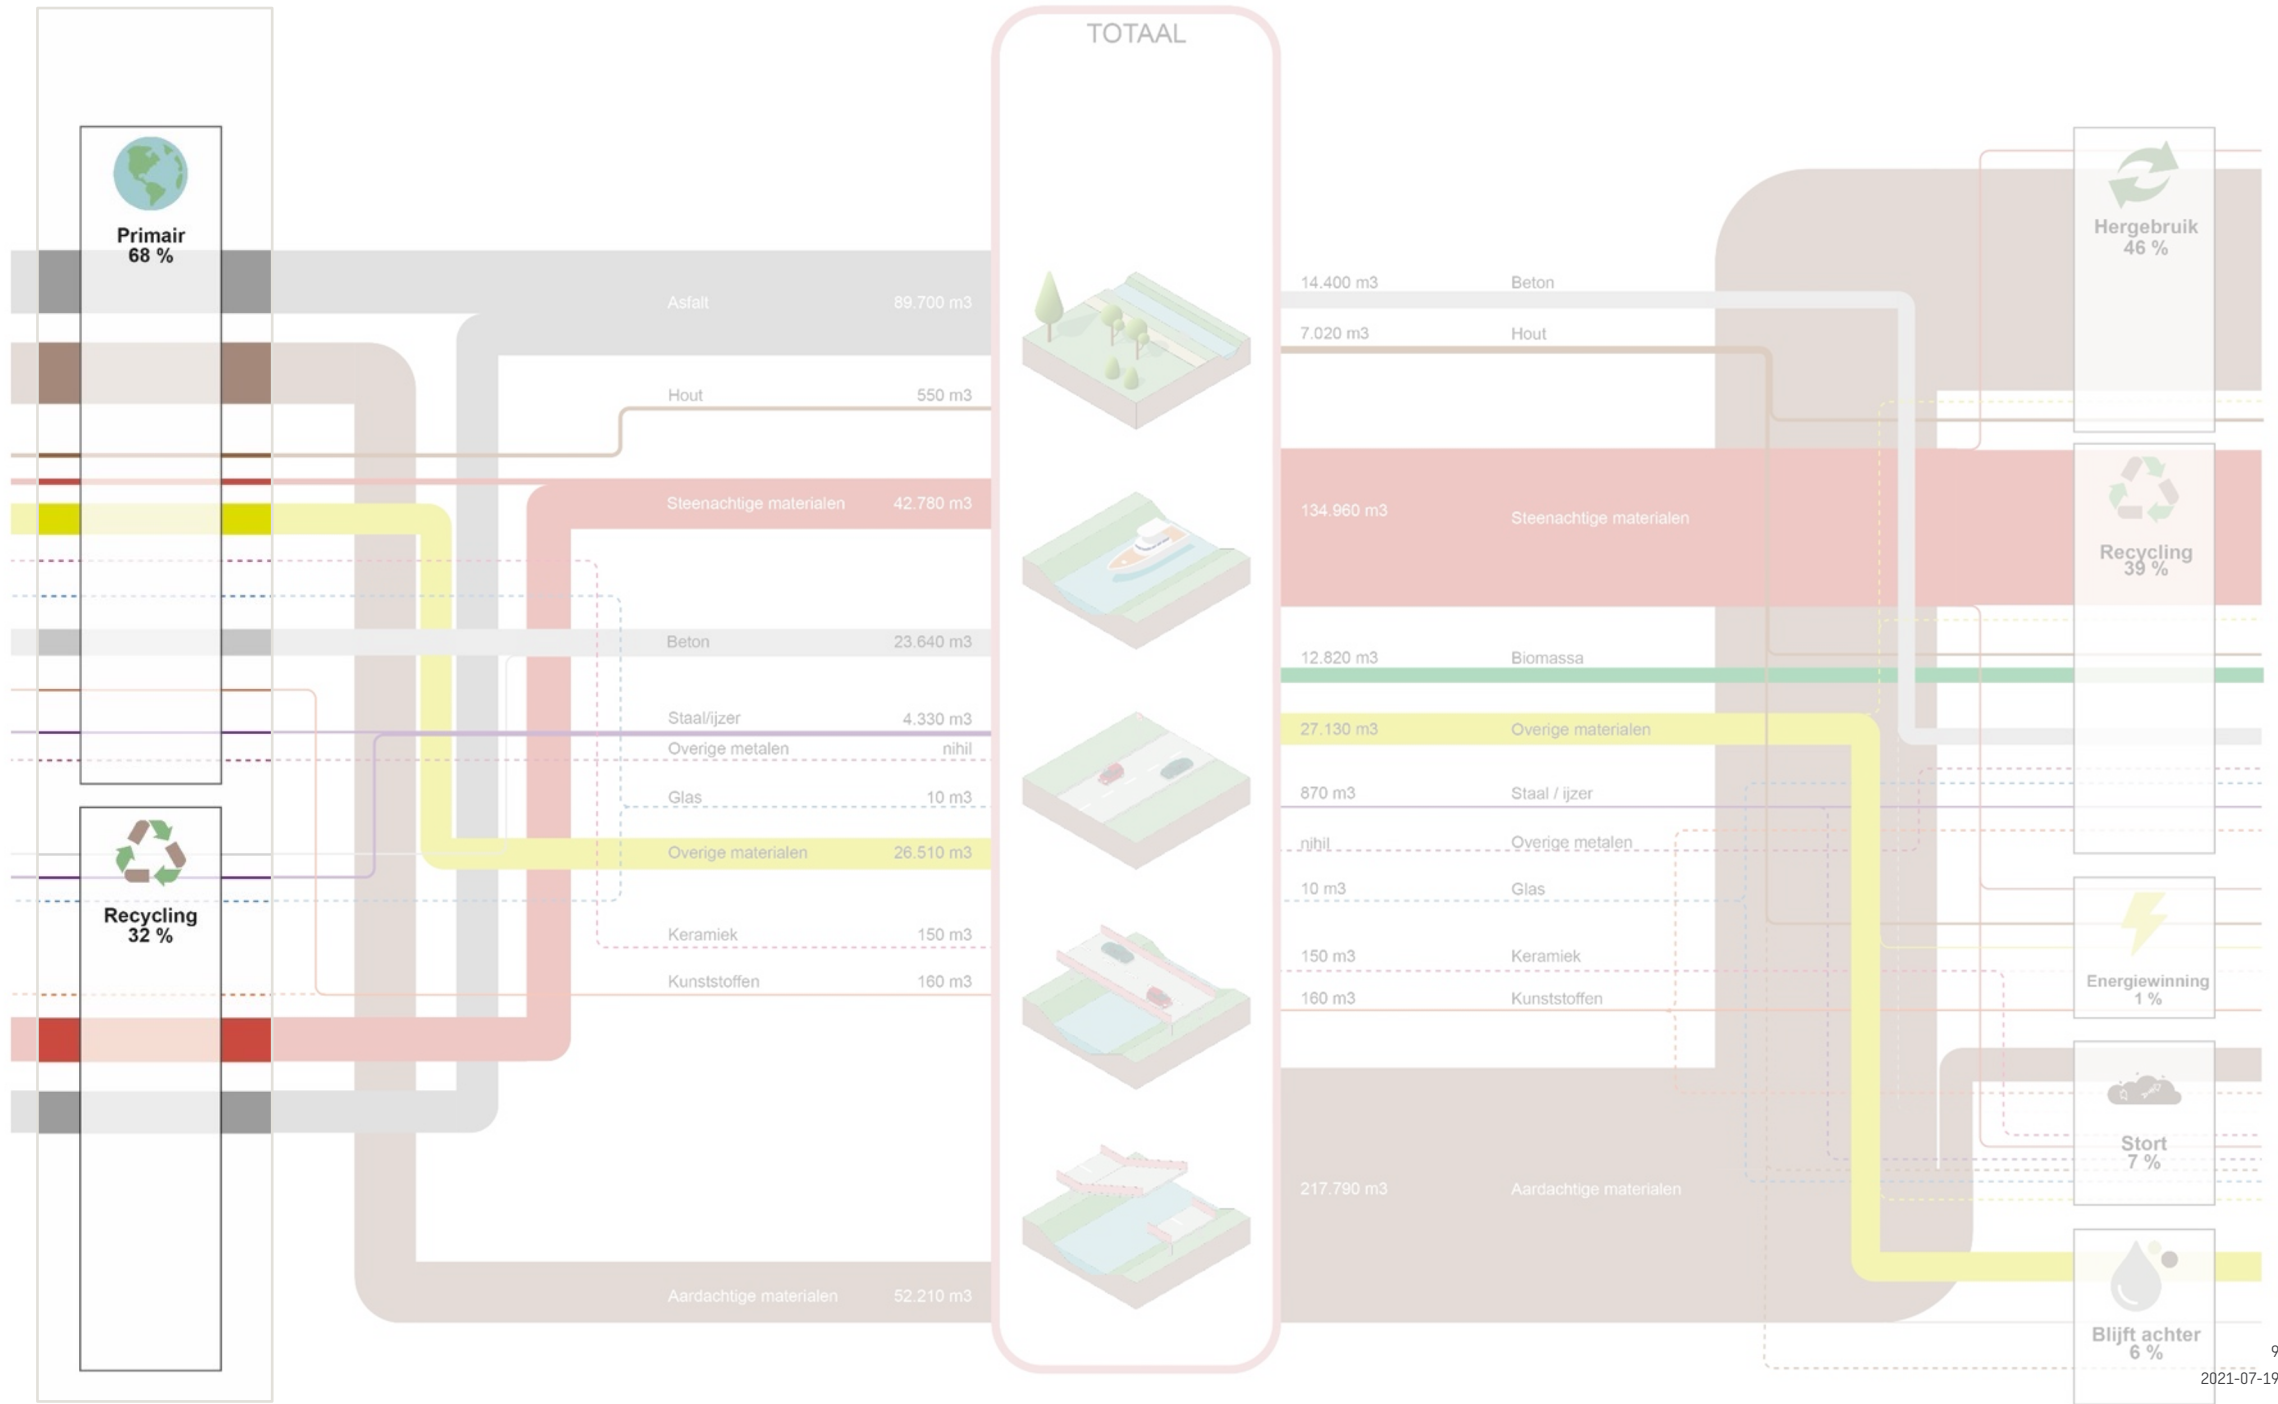 TOTAAL
Primair
68 %
Recycling
32 %
Asfalt 89.700 m3
Hout 550 m3
Steenachtige materialen 42.780 m3
Beton 23.640 m3
Staal/ijzer 4.330 m3
Overige metalen nihil
Glas 10 m3
Overige materialen 26.510 m3
Keramiek 150 m3
Kunststoffen 160 m3
Aardachtige materialen 52.210 m3
14.400 m3 Beton
7.020 m3 Hout
134.960 m3 Steenachtige materialen
12.820 m3 Biomassa
27.130 m3 Overige materialen
870 m3 Staal / ijzer
nihil Overige metalen
10 m3 Glas
150 m3 Keramiek
160 m3 Kunststoffen
217.790 m3 Aardachtige materialen
Hergebruik
46 %
Recycling
39 %
Energiewinning
1 %
Stort
7 %
Blijft achter
6 %
9
2021-07-19